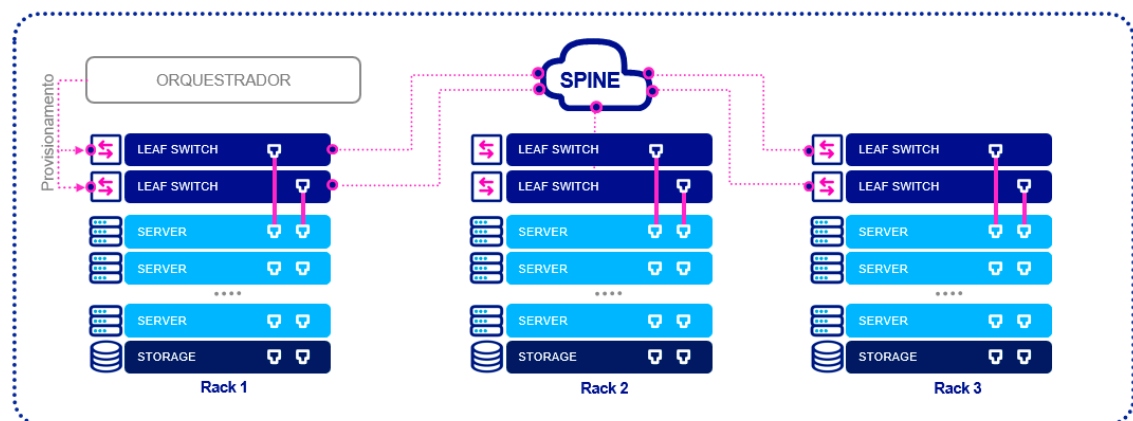 ORQUESTRADOR
Provisionamento
SPINE
LEAF SWITCH
LEAF SWITCH
SERVER
SERVER
SERVER
STORAGE
Rack 1
LEAF SWITCH
LEAF SWITCH
SERVER
SERVER
SERVER
STORAGE
Rack 2
LEAF SWITCH
LEAF SWITCH
SERVER
SERVER
SERVER
STORAGE
Rack 3